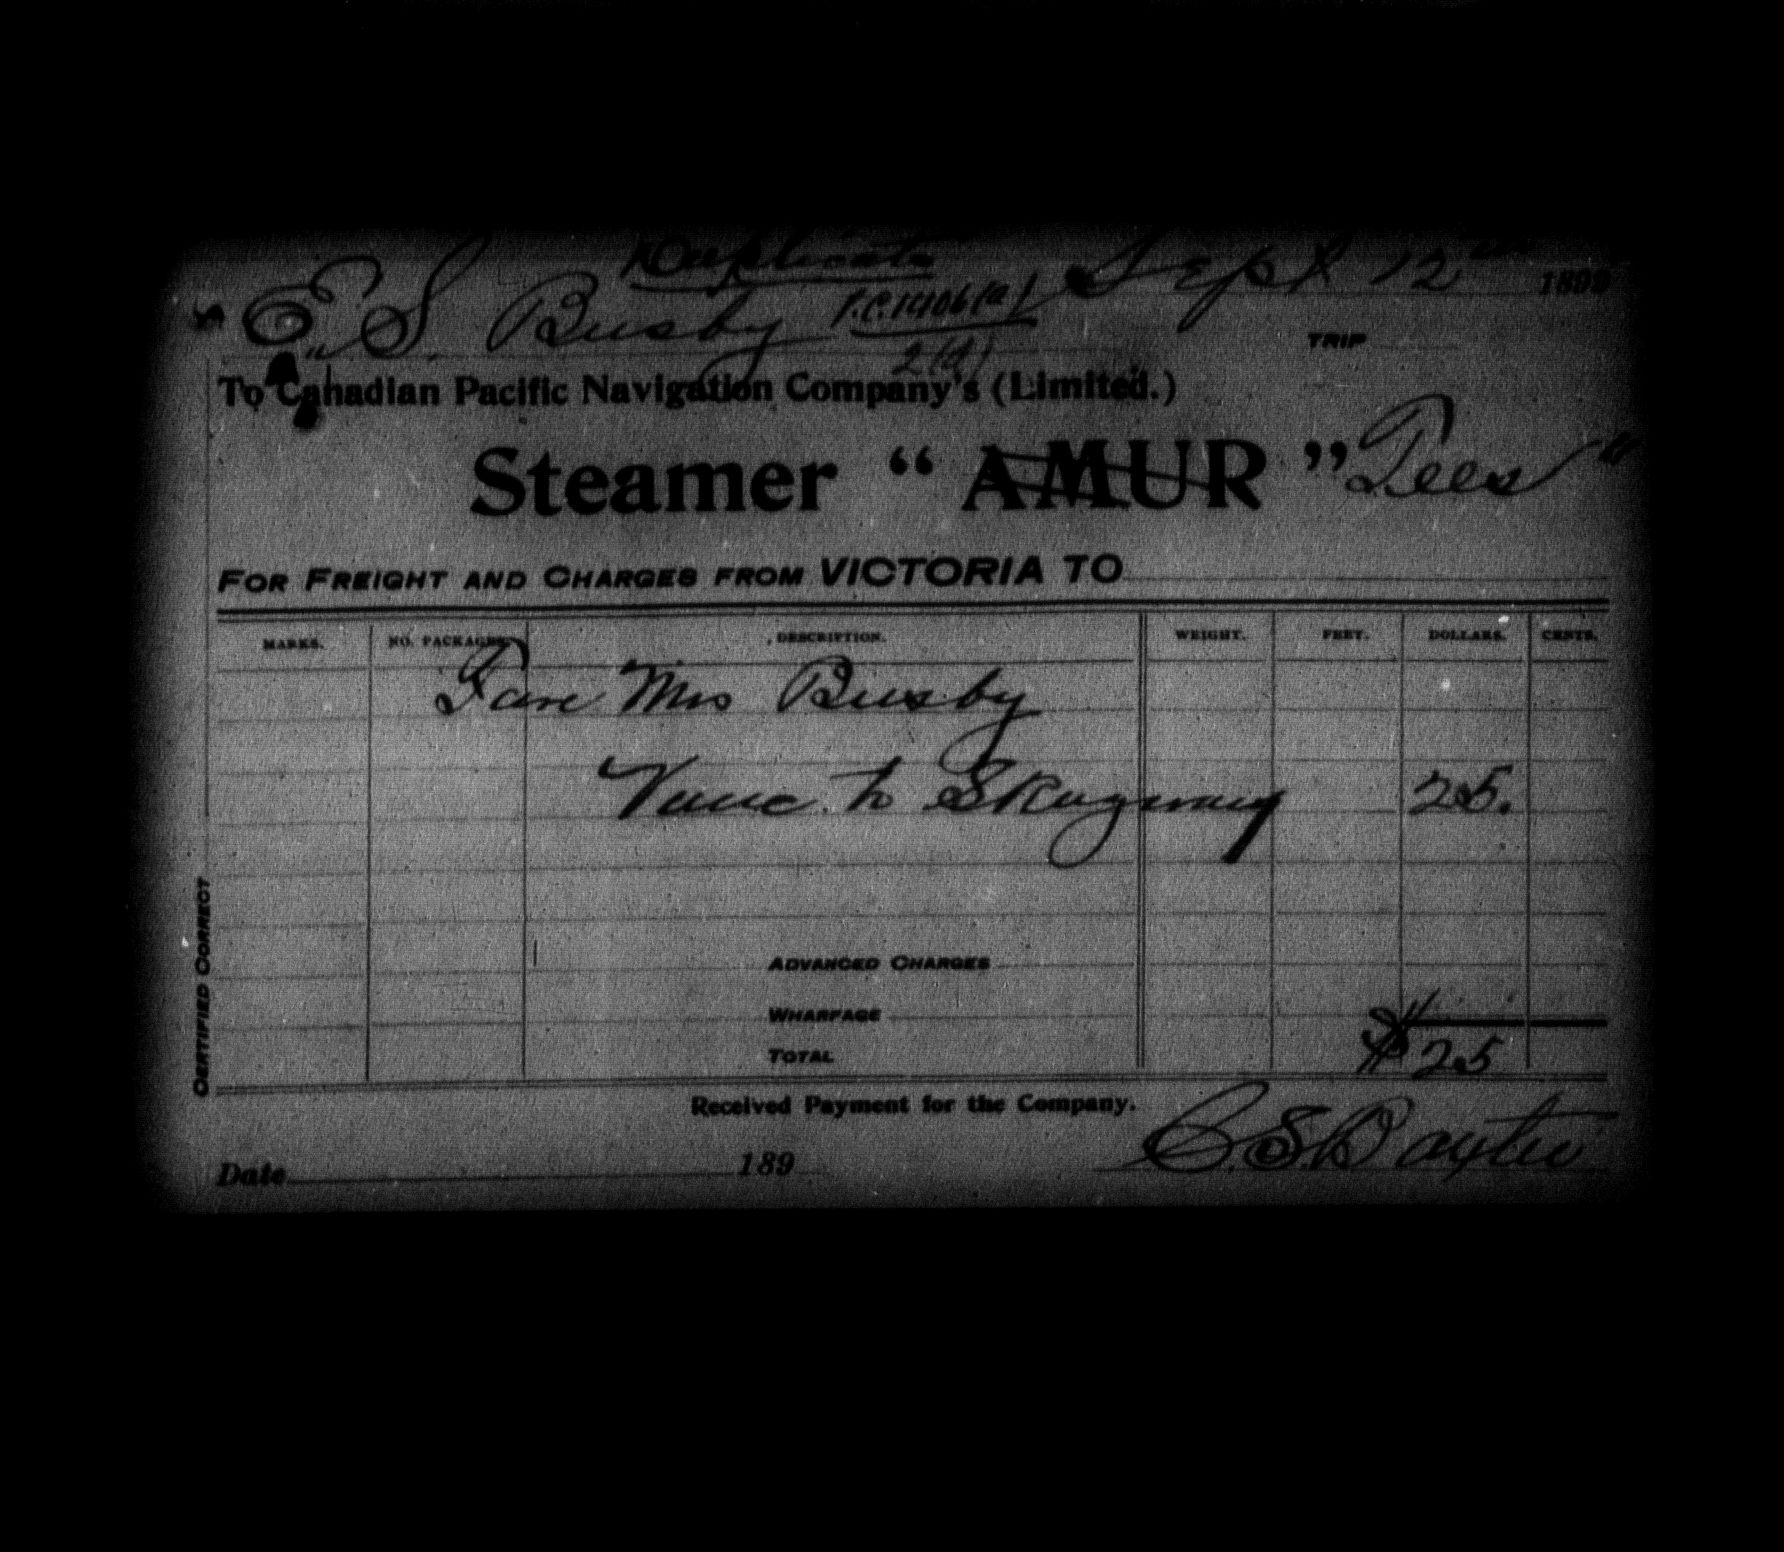 Duplicate Sept 12th 1899
E. S. Busby P.C. 14106(a)
2(d)
TRIP
To Canadian Pacific Navigation Company's (Limited.)
Steamer " AMUR " Tees "
FOR FREIGHT AND CHARGES FROM VICTORIA TO
MARKS. NO. PACKAGES. DESCRIPTION. WEIGHT. FEET. DOLLARS. CENTS.
Fare Mrs Busby
Vanc. to Skagway 25.
ADVANCED CHARGES
WHARFAGE
TOTAL $25
CERTIFIED CORRECT
Received Payment for the Company.
Date 189 C. S. Baxter